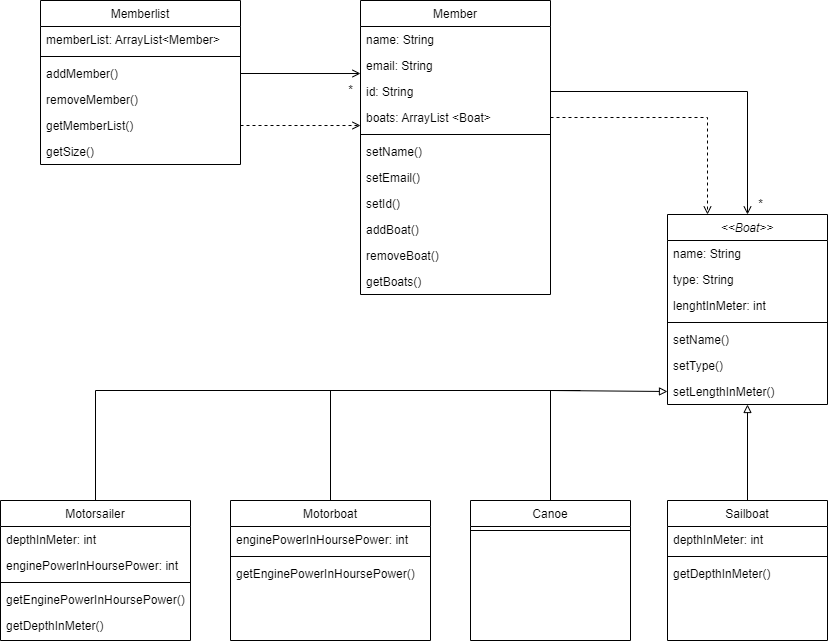 Memberlist
memberList: ArrayList<Member>
addMember()
removeMember()
getMemberList()
getSize()
*
Member
name: String
email: String
id: String
boats: ArrayList <Boat>
setName()
setEmail()
setId()
addBoat()
removeBoat()
getBoats()
*
<<Boat>>
name: String
type: String
lenghtInMeter: int
setName()
setType()
setLengthInMeter()
Motorsailer
depthInMeter: int
enginePowerInHoursePower: int
getEnginePowerInHoursePower()
getDepthInMeter()
Motorboat
enginePowerInHoursePower: int
getEnginePowerInHoursePower()
Canoe
Sailboat
depthInMeter: int
getDepthInMeter()